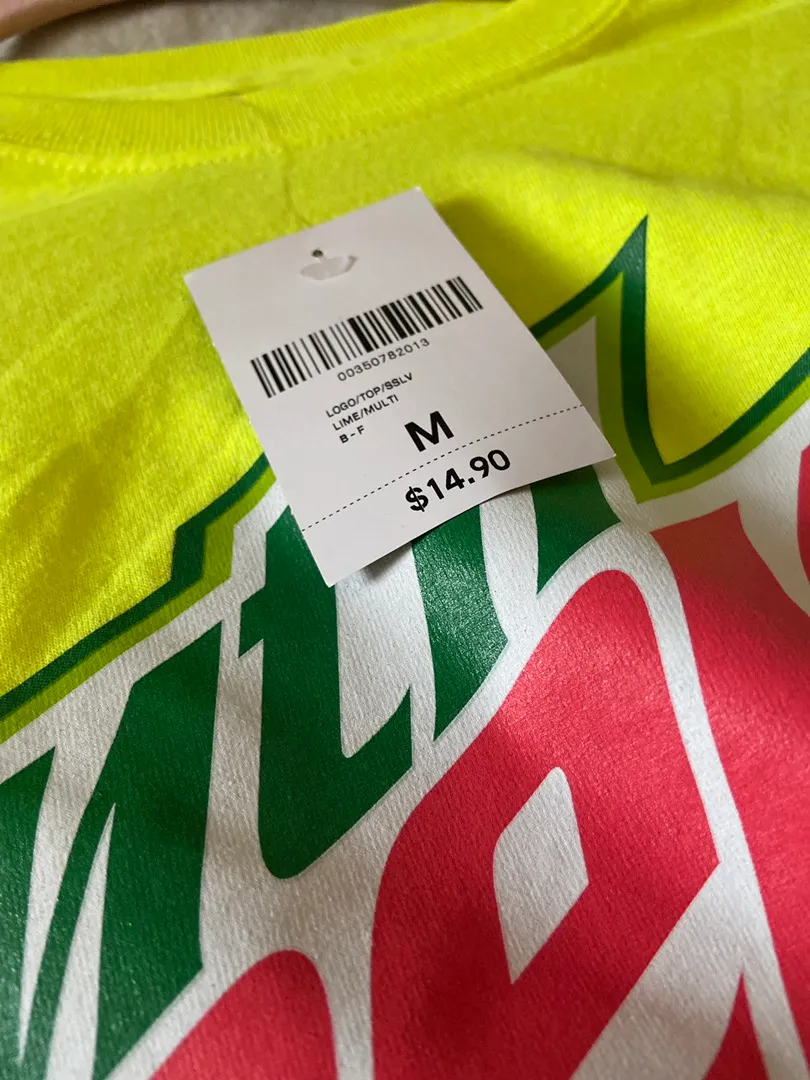 00350782013
LOGO/TOP/SSLV
LIME/MULTI
B-F
M
$14.90